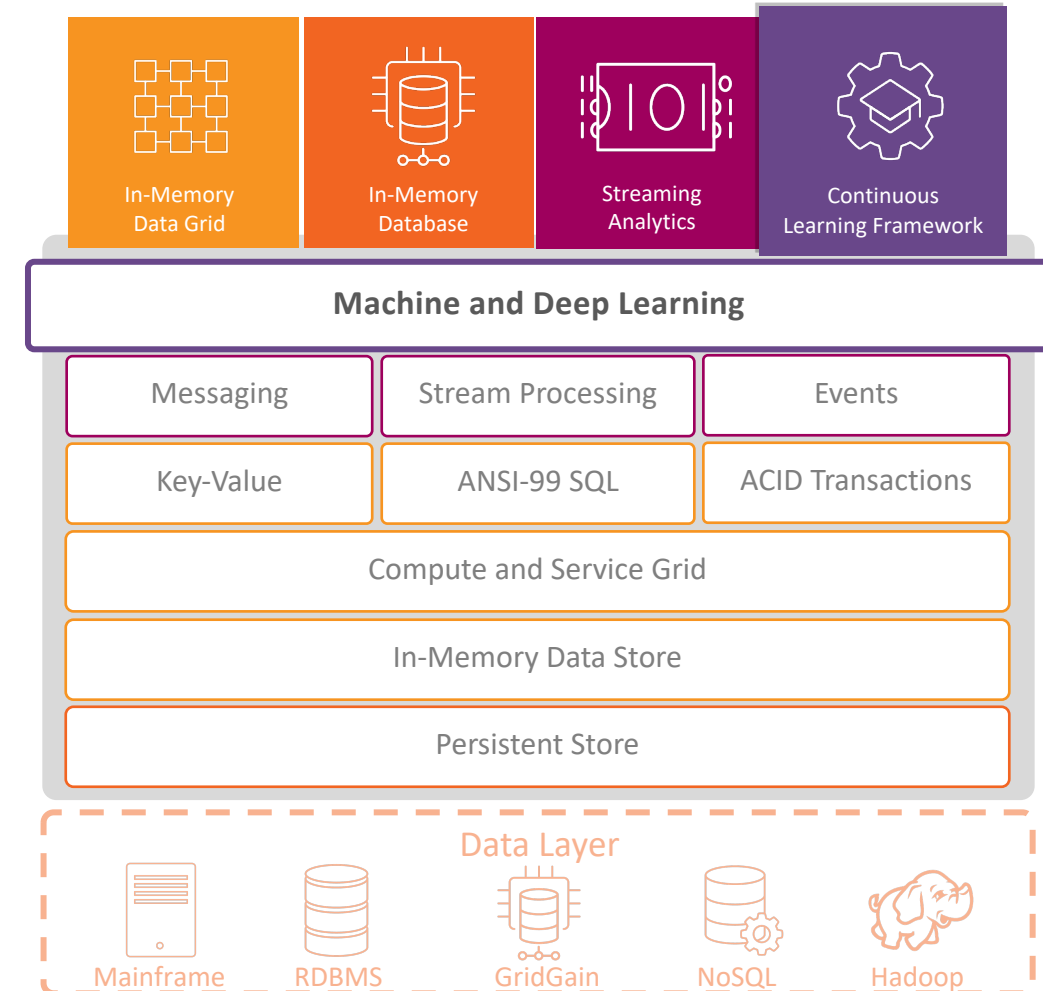 In-Memory
Data Grid
In-Memory
Database
Streaming
Analytics
Continuous
Learning Framework
Machine and Deep Learning
Messaging
Stream Processing
Events
Key-Value
ANSI-99 SQL
ACID Transactions
Compute and Service Grid
In-Memory Data Store
Persistent Store
Data Layer
Mainframe
RDBMS
GridGain
NoSQL
Hadoop